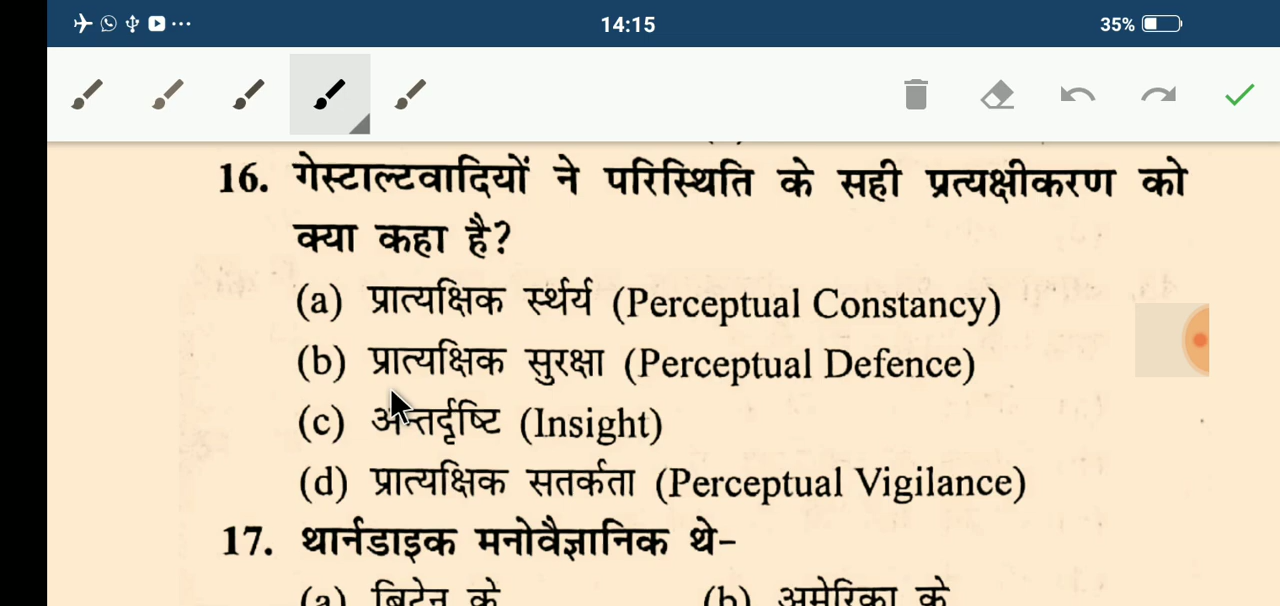 14:15
35%
16. गेस्टाल्टवादियों ने परिस्थिति के सही प्रत्यक्षीकरण को
क्या कहा है?
(a) प्रात्यक्षिक स्थैर्य (Perceptual Constancy)
(b) प्रात्यक्षिक सुरक्षा (Perceptual Defence)
(c) अन्तर्दृष्टि (Insight)
(d) प्रात्यक्षिक सतर्कता (Perceptual Vigilance)
17. थार्नडाइक मनोवैज्ञानिक थे-
(a) ब्रिटेन के (b) अमेरिका के